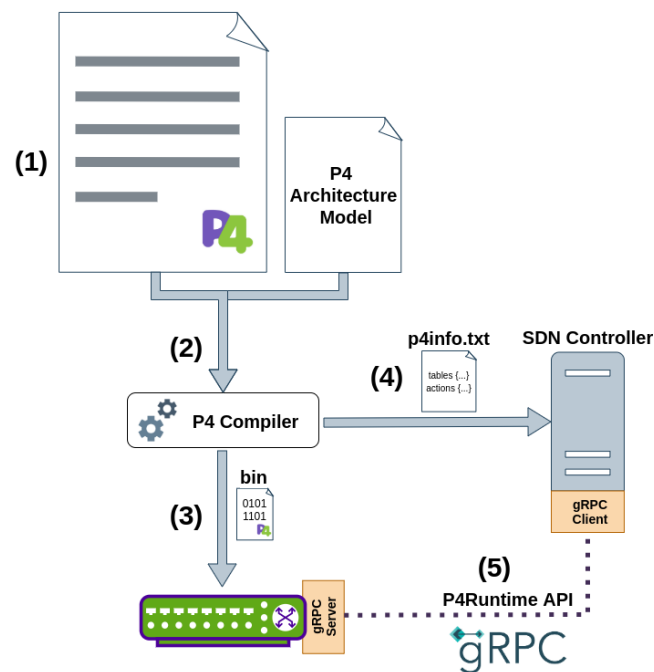 (1)
P4
P4
Architecture
Model
(2)
p4info.txt
SDN Controller
(4)
tables {...}
actions {...}
P4 Compiler
bin
(3)
0101
1101
P4
gRPC
Client
(5)
gRPC
Server
P4Runtime API
gRPC